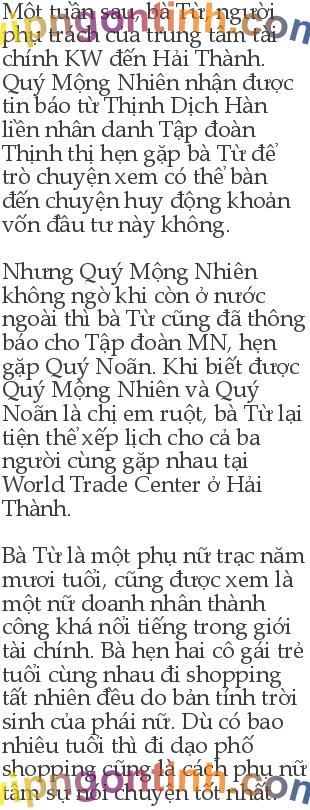 Một tuần sau, bà Từ, người
phụ trách của trung tâm tài
chính KW đến Hải Thành.
Quý Mộng Nhiên nhận được
tin báo từ Thịnh Dịch Hàn
liền nhân danh Tập đoàn
Thịnh thị hẹn gặp bà Từ để
trò chuyện xem có thể bàn
đến chuyện huy động khoản
vốn đầu tư này không.
Nhưng Quý Mộng Nhiên
không ngờ khi còn ở nước
ngoài thì bà Từ cũng đã thông
báo cho Tập đoàn MN, hẹn
gặp Quý Noãn. Khi biết được
Quý Mộng Nhiên và Quý
Noãn là chị em ruột, bà Từ lại
tiện thể xếp lịch cho cả ba
người cùng gặp nhau tại
World Trade Center ở Hải
Thành.
Bà Từ là một phụ nữ trạc năm
mươi tuổi, cũng được xem là
một nữ doanh nhân thành
công khá nổi tiếng trong giới
tài chính. Bà hẹn hai cô gái trẻ
tuổi cùng nhau đi shopping
tất nhiên đều do bản tính trời
sinh của phái nữ. Dù có bao
nhiêu tuổi thì đi dạo phố
shopping cũng là cách phụ nữ
tâm sự nói chuyện tốt nhất.